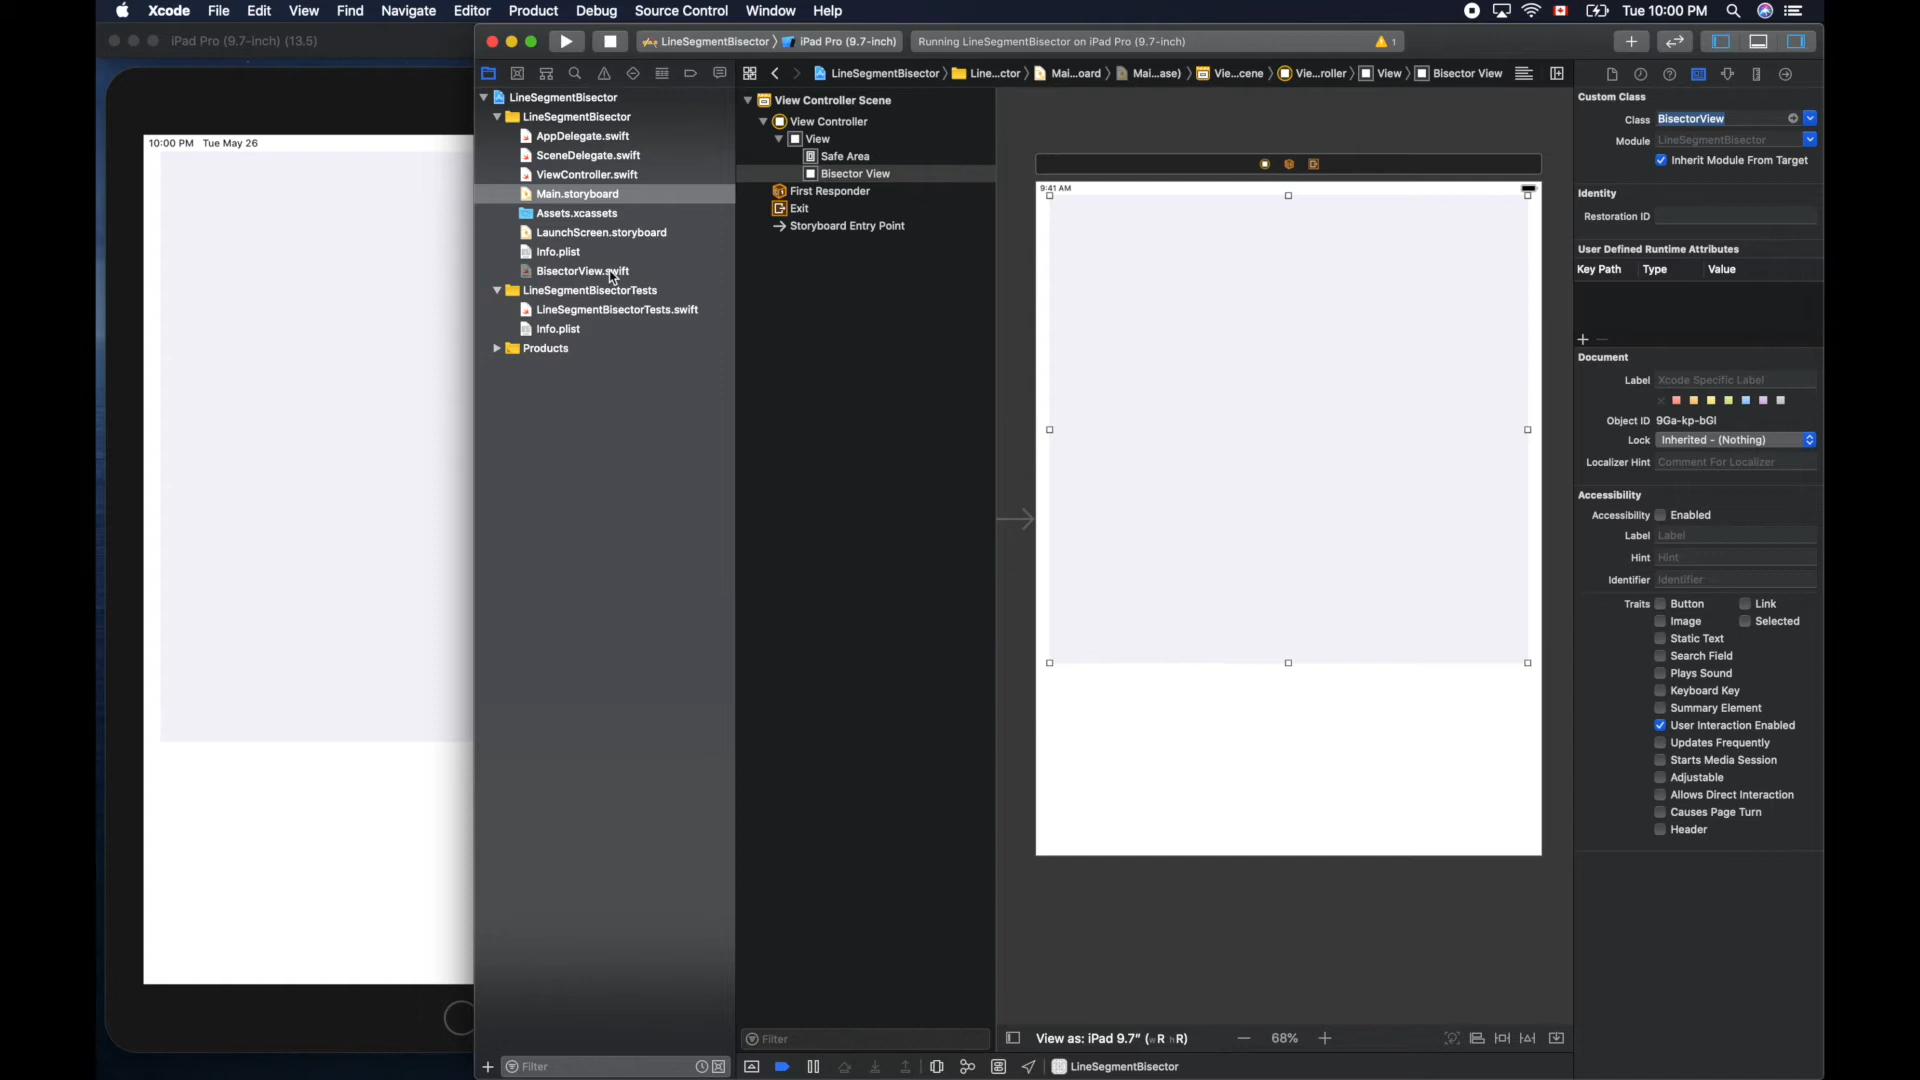 Xcode File Edit View Find Navigate Editor Product Debug Source Control Window Help Tue 10:00 PM
iPad Pro (9.7-inch) (13.5)
LineSegmentBisector iPad Pro (9.7-inch) Running LineSegmentBisector on iPad Pro (9.7-inch) 1
LineSegmentBisector Line...ctor Mai...oard Mai...ase) Vie...cene Vie...roller View Bisector View
10:00 PM Tue May 26
LineSegmentBisector
LineSegmentBisector
AppDelegate.swift
SceneDelegate.swift
ViewController.swift
Main.storyboard
Assets.xcassets
LaunchScreen.storyboard
Info.plist
BisectorView.swift
LineSegmentBisectorTests
LineSegmentBisectorTests.swift
Info.plist
Products
Filter
View Controller Scene
View Controller
View
Safe Area
Bisector View
First Responder
Exit
Storyboard Entry Point
Filter
9:41 AM
View as: iPad 9.7" (wR hR) 68%
LineSegmentBisector
Custom Class
Class BisectorView
Module LineSegmentBisector
Inherit Module From Target
Identity
Restoration ID
User Defined Runtime Attributes
Key Path Type Value
Document
Label Xcode Specific Label
Object ID 9Ga-kp-bGI
Lock Inherited - (Nothing)
Localizer Hint Comment For Localizer
Accessibility
Accessibility Enabled
Label Label
Hint Hint
Identifier Identifier
Traits Button Link
Image Selected
Static Text
Search Field
Plays Sound
Keyboard Key
Summary Element
User Interaction Enabled
Updates Frequently
Starts Media Session
Adjustable
Allows Direct Interaction
Causes Page Turn
Header